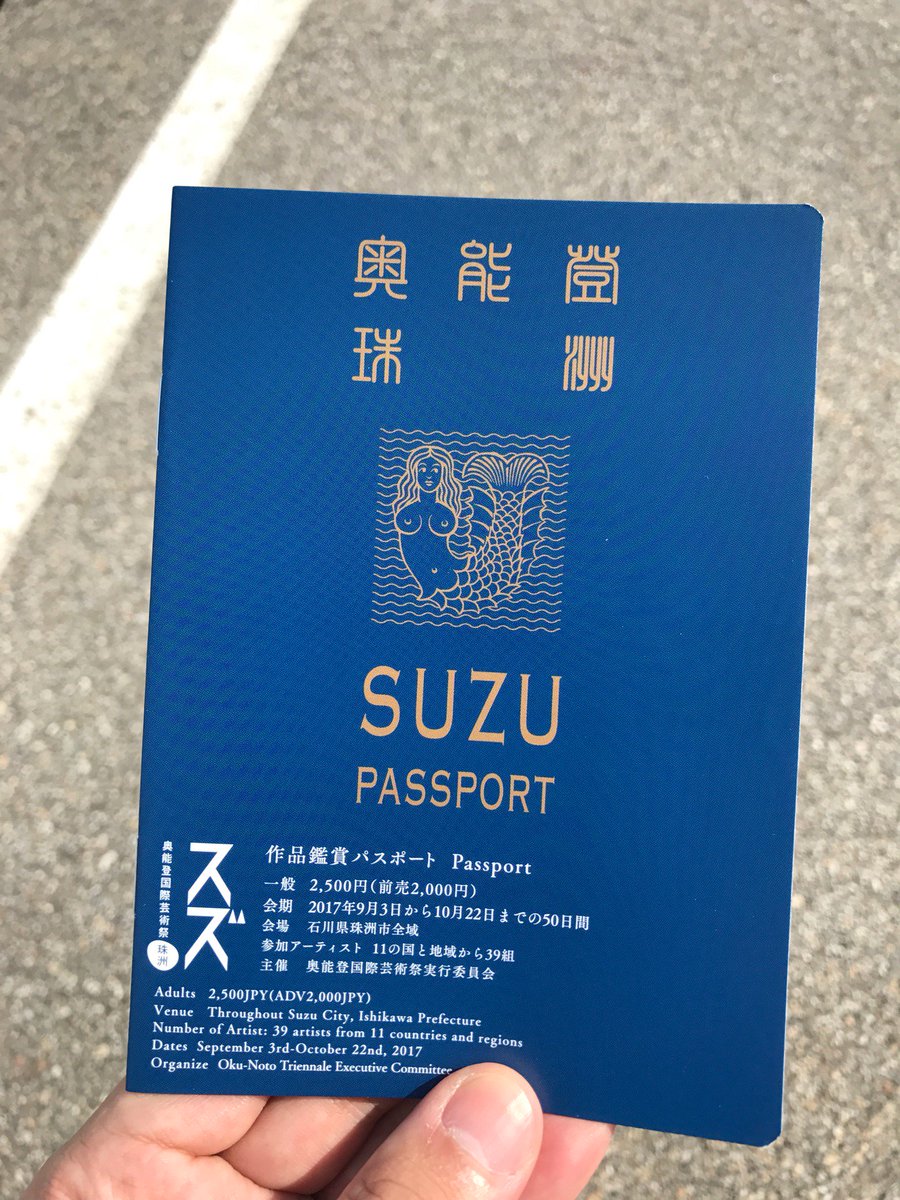 奥能登
珠洲
SUZU
PASSPORT
奥能登国際芸術祭
珠洲
スズ
作品鑑賞パスポート Passport
一般 2,500円(前売2,000円)
会期 2017年9月3日から10月22日までの50日間
会場 石川県珠洲市全域
参加アーティスト 11の国と地域から39組
主催 奥能登国際芸術祭実行委員会
Adults 2,500JPY(ADV2,000JPY)
Venue Throughout Suzu City, Ishikawa Prefecture
Number of Artist: 39 artists from 11 countries and regions
Dates September 3rd-October 22nd, 2017
Organize Oku-Noto Triennale Executive Committee